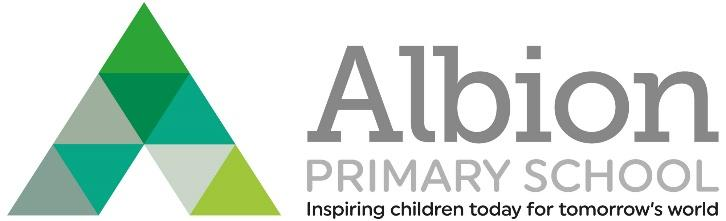 Albion
PRIMARY SCHOOL
Inspiring children today for tomorrow's world